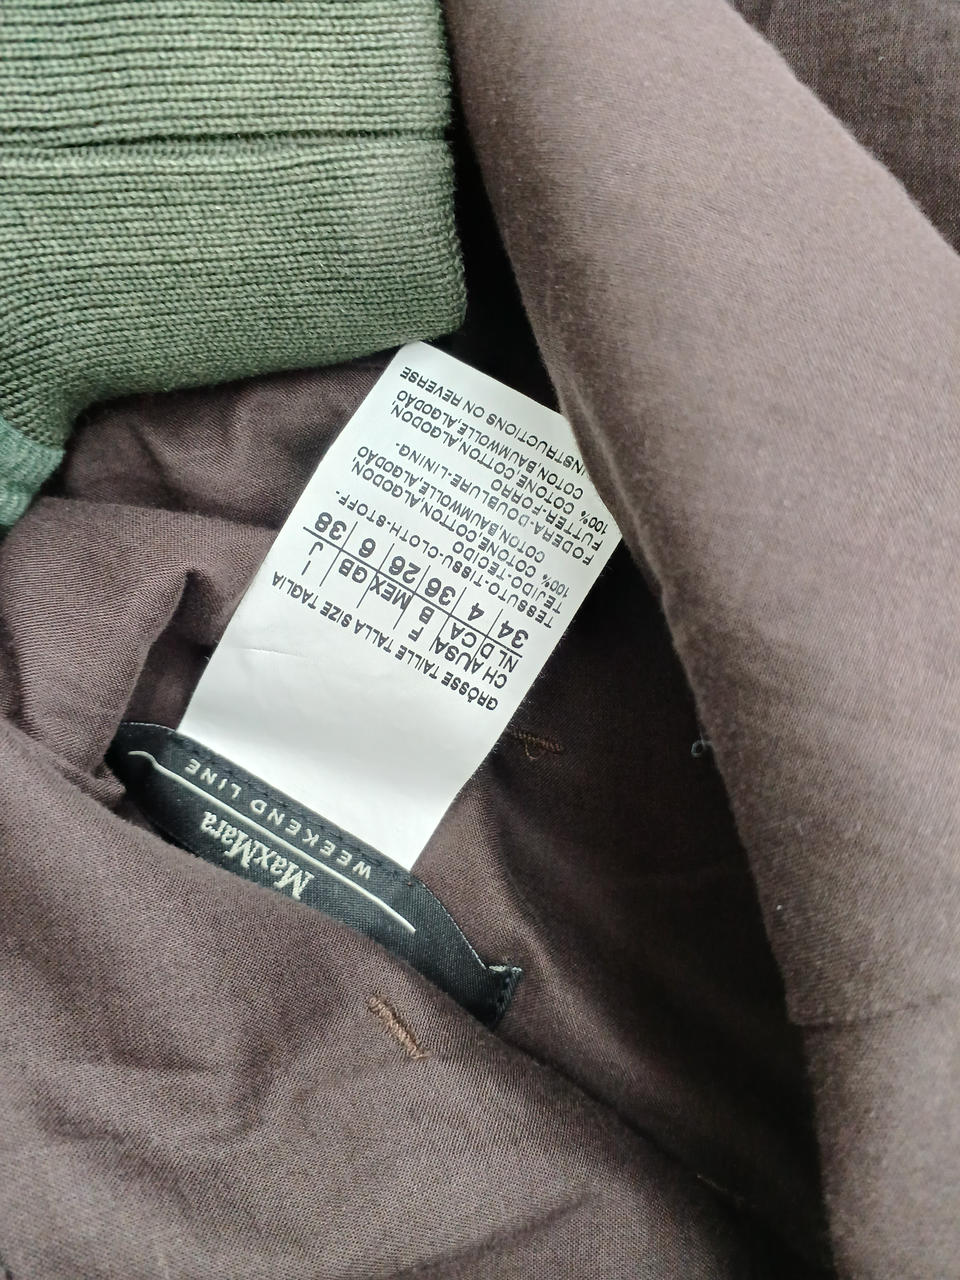 MaxMara
WEEKEND LINE
GRÖSSE TAILLE TALLA SIZE TAGLIA
CH A USA F I
NL D CA B MEX GB J
34 4 36 26 6 38
TESSUTO-TISSU-CLOTH-STOFF-
TEJIDO-TECIDO
100% COTONE,COTTON,ALGODON,
COTON,BAUMWOLLE,ALGODAO
FODERA-DOUBLURE-LINING-
FUTTER-FORRO
100% COTONE,COTTON,ALGODON,
COTON,BAUMWOLLE,ALGODAO
INSTRUCTIONS ON REVERSE